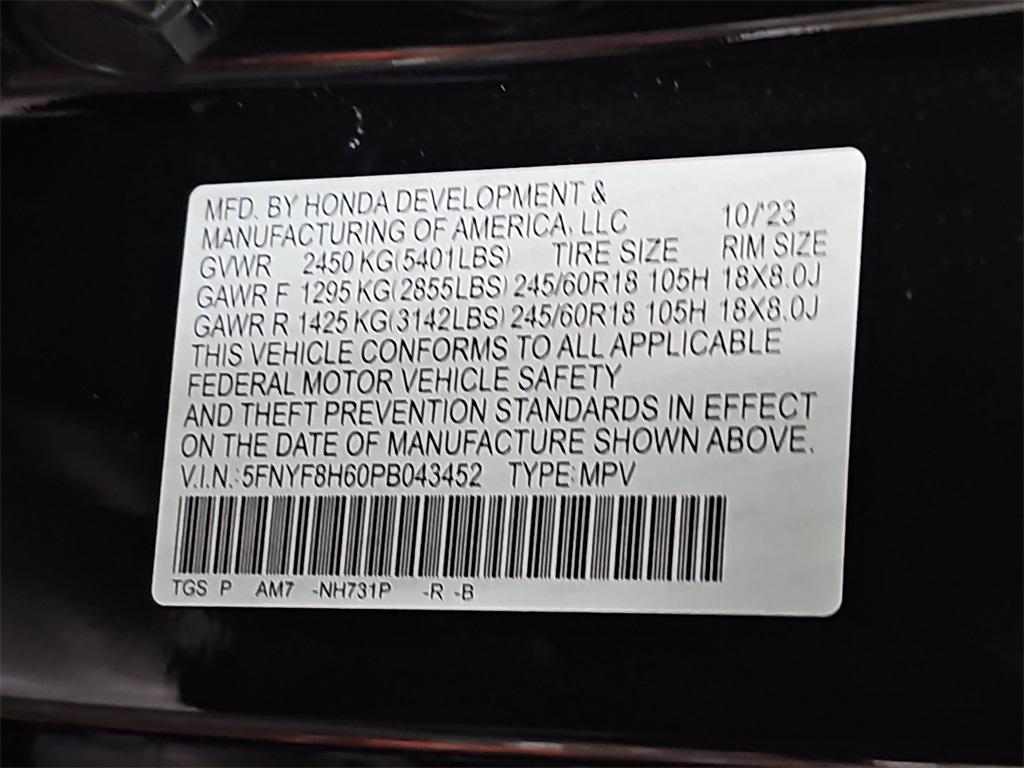 MFD. BY HONDA DEVELOPMENT &
MANUFACTURING OF AMERICA, LLC 10/'23
GVWR 2450 KG(5401LBS) TIRE SIZE RIM SIZE
GAWR F 1295 KG(2855LBS) 245/60R18 105H 18X8.0J
GAWR R 1425 KG(3142LBS) 245/60R18 105H 18X8.0J
THIS VEHICLE CONFORMS TO ALL APPLICABLE
FEDERAL MOTOR VEHICLE SAFETY
AND THEFT PREVENTION STANDARDS IN EFFECT
ON THE DATE OF MANUFACTURE SHOWN ABOVE.
V.I.N.: 5FNYF8H60PB043452 TYPE: MPV
TGS P AM7 -NH731P -R -B